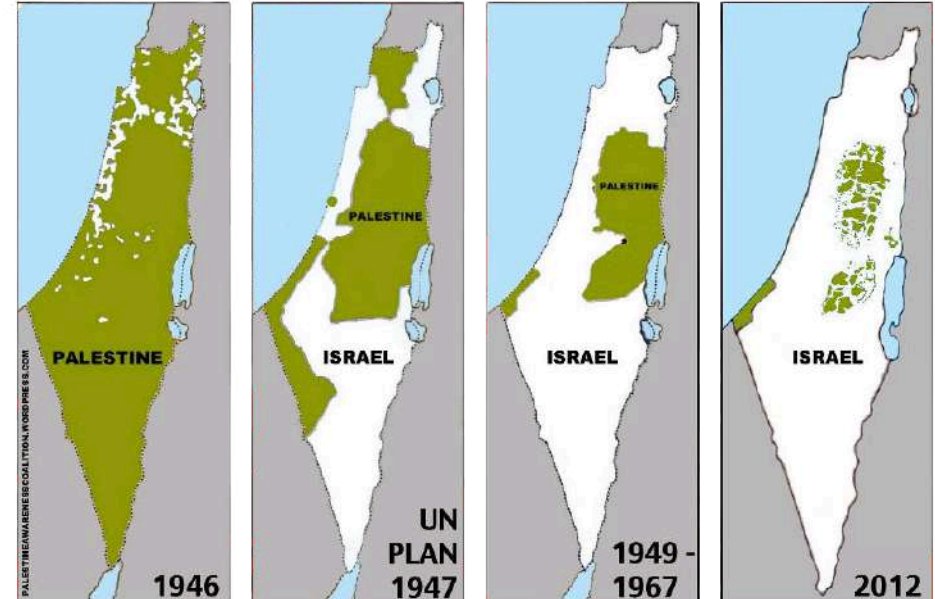 PALESTINEAWARENESSCOALITION.WORDPRESS.COM
PALESTINE
1946
PALESTINE
ISRAEL
UN
PLAN
1947
PALESTINE
ISRAEL
1949 -
1967
ISRAEL
2012